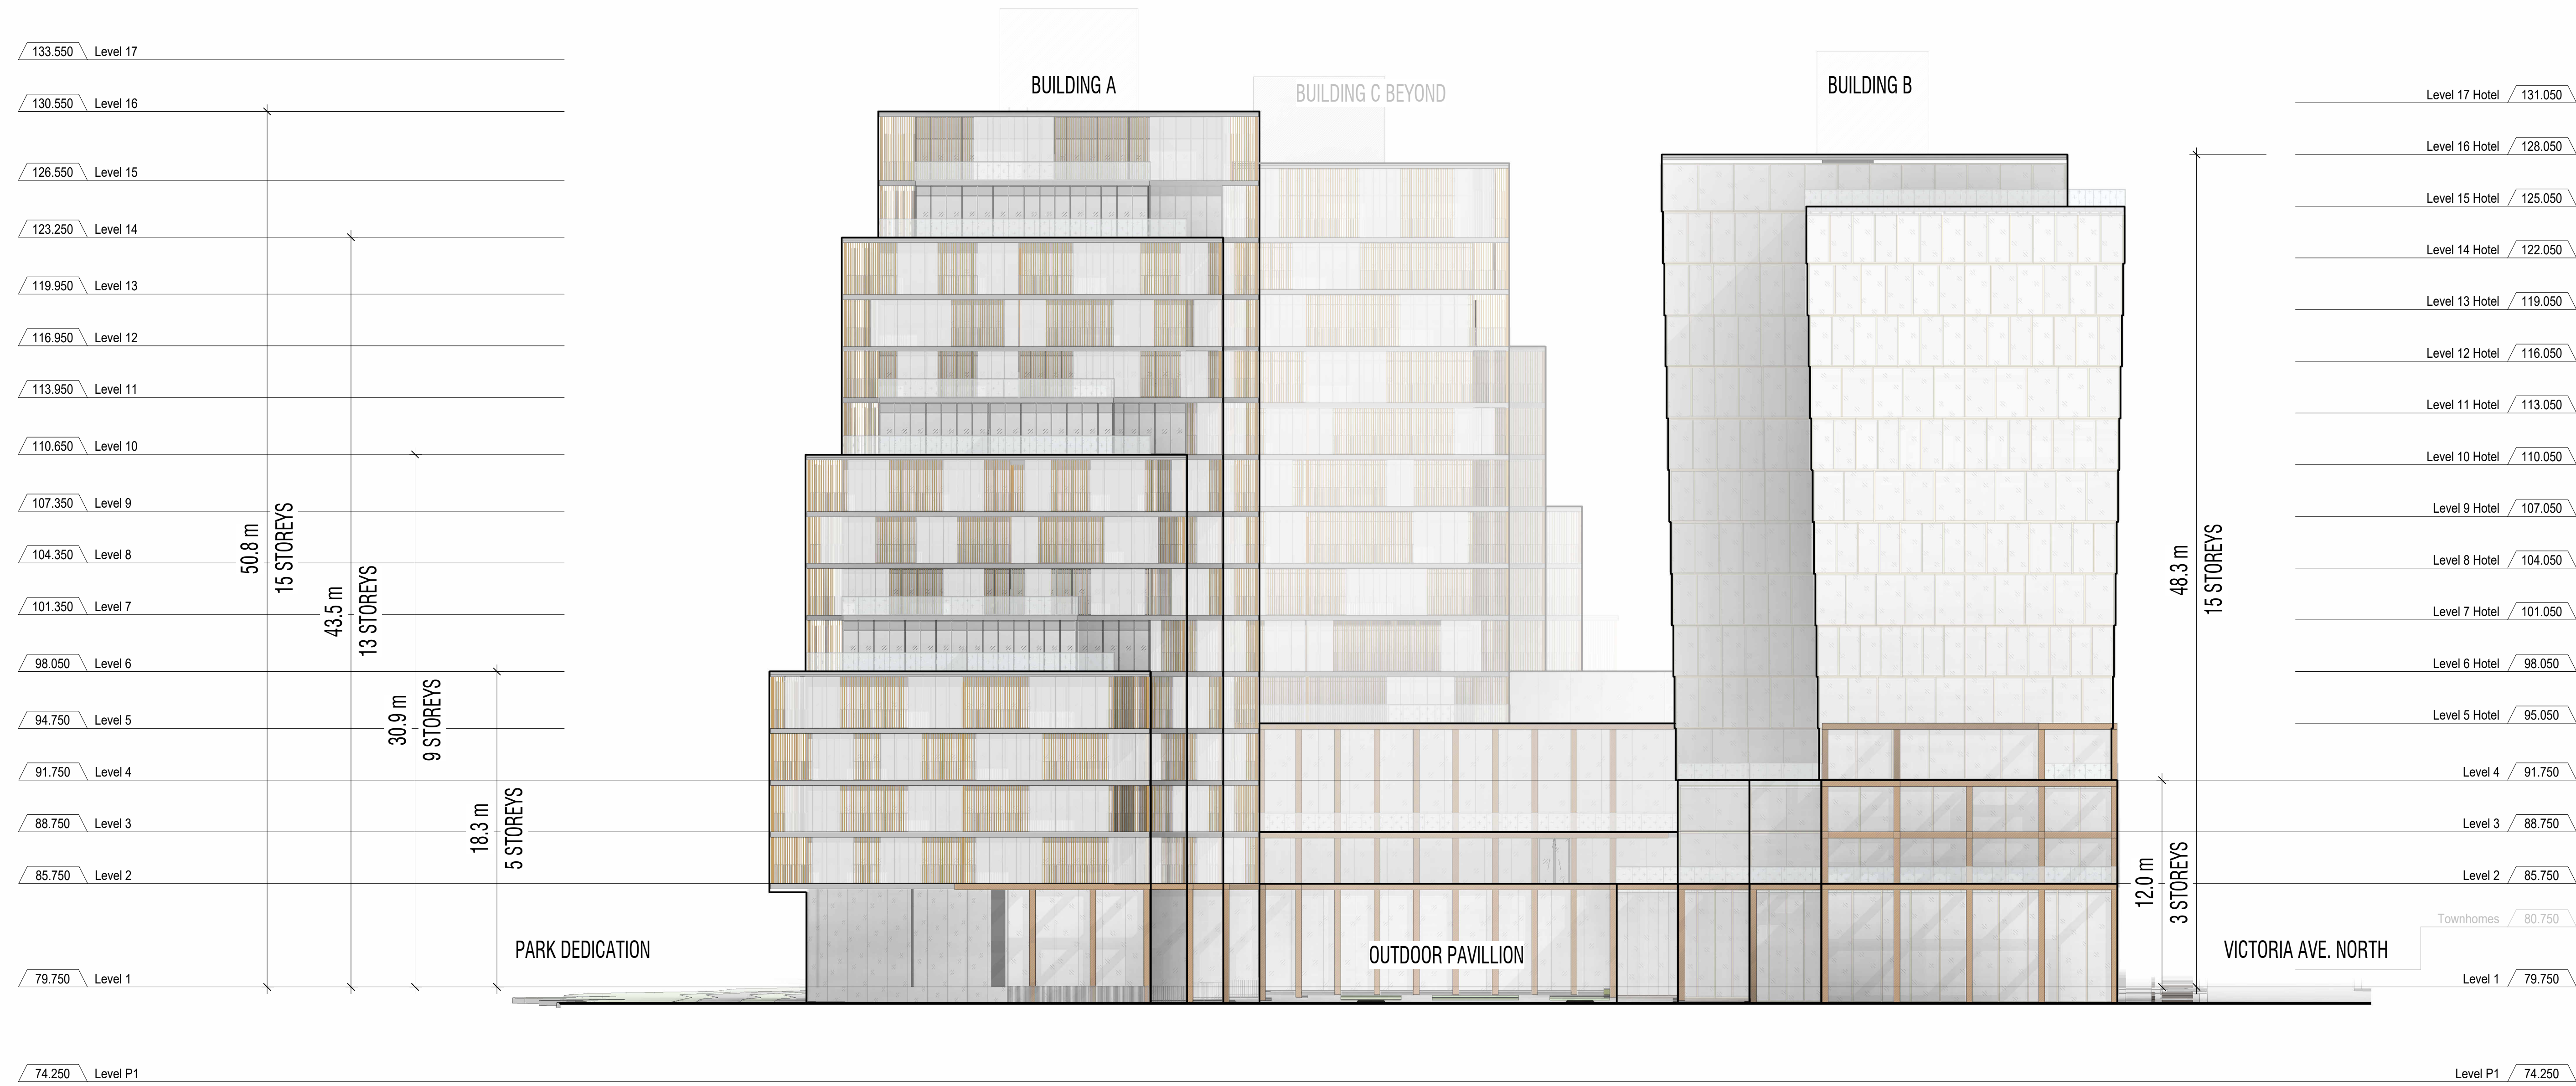 BUILDING A
BUILDING C BEYOND
BUILDING B
133.550 Level 17
130.550 Level 16
126.550 Level 15
123.250 Level 14
119.950 Level 13
116.950 Level 12
113.950 Level 11
110.650 Level 10
107.350 Level 9
104.350 Level 8
101.350 Level 7
98.050 Level 6
94.750 Level 5
91.750 Level 4
88.750 Level 3
85.750 Level 2
79.750 Level 1
74.250 Level P1
50.8 m
15 STOREYS
43.5 m
13 STOREYS
30.9 m
9 STOREYS
18.3 m
5 STOREYS
PARK DEDICATION
OUTDOOR PAVILLION
VICTORIA AVE. NORTH
48.3 m
15 STOREYS
12.0 m
3 STOREYS
Level 17 Hotel 131.050
Level 16 Hotel 128.050
Level 15 Hotel 125.050
Level 14 Hotel 122.050
Level 13 Hotel 119.050
Level 12 Hotel 116.050
Level 11 Hotel 113.050
Level 10 Hotel 110.050
Level 9 Hotel 107.050
Level 8 Hotel 104.050
Level 7 Hotel 101.050
Level 6 Hotel 98.050
Level 5 Hotel 95.050
Level 4 91.750
Level 3 88.750
Level 2 85.750
Townhomes 80.750
Level 1 79.750
Level P1 74.250